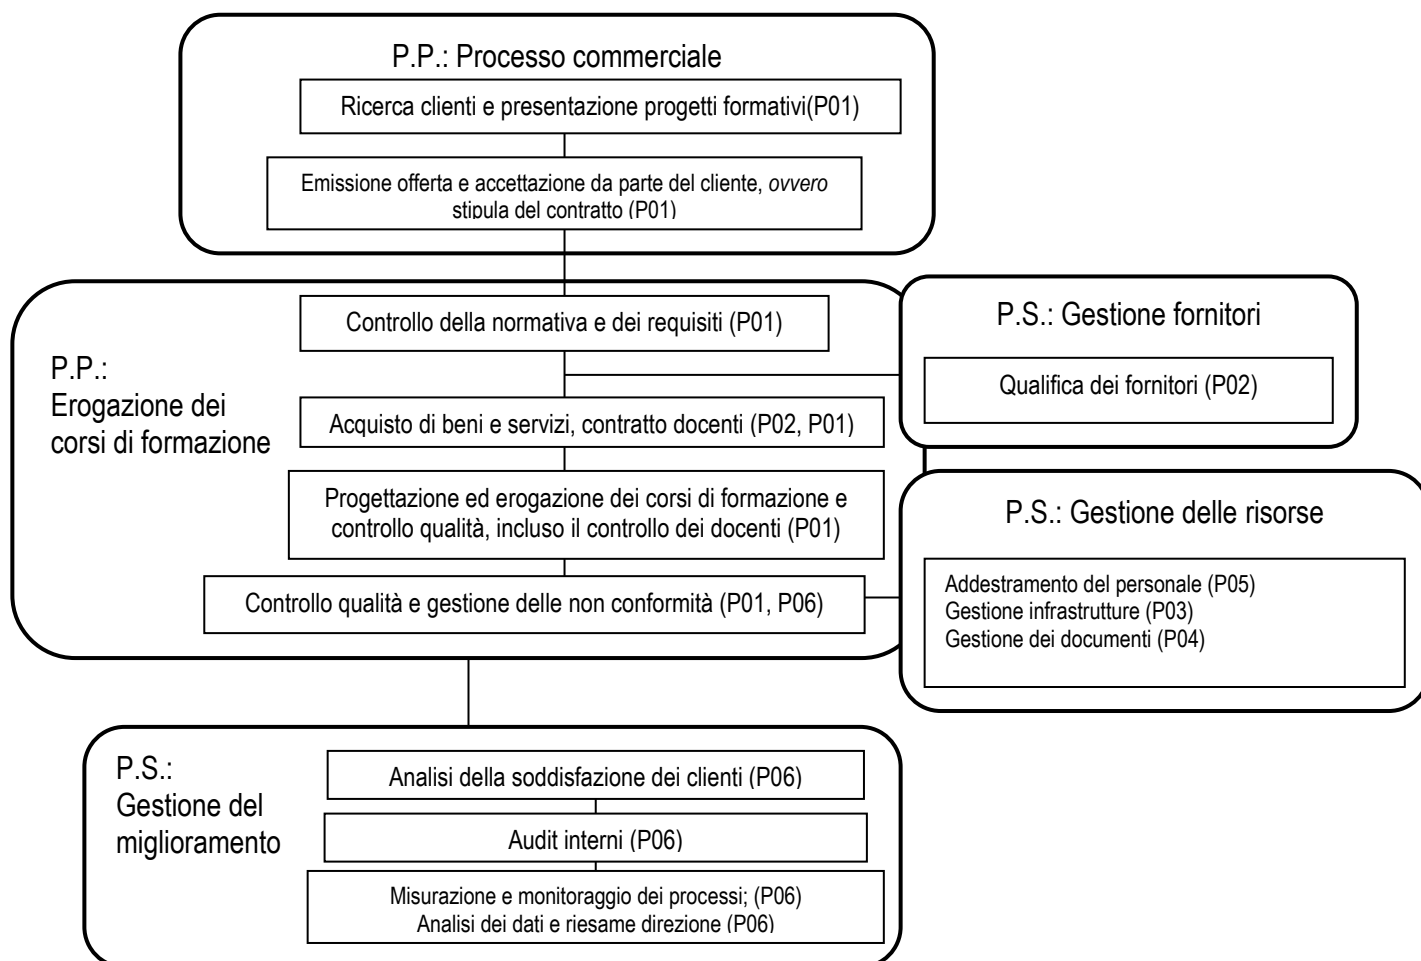 P.P.: Processo commerciale
Ricerca clienti e presentazione progetti formativi(P01)
Emissione offerta e accettazione da parte del cliente, ovvero
stipula del contratto (P01)
Controllo della normativa e dei requisiti (P01)
P.P.:
Erogazione dei
corsi di formazione
Acquisto di beni e servizi, contratto docenti (P02, P01)
Progettazione ed erogazione dei corsi di formazione e
controllo qualità, incluso il controllo dei docenti (P01)
Controllo qualità e gestione delle non conformità (P01, P06)
P.S.: Gestione fornitori
Qualifica dei fornitori (P02)
P.S.: Gestione delle risorse
Addestramento del personale (P05)
Gestione infrastrutture (P03)
Gestione dei documenti (P04)
P.S.:
Gestione del
miglioramento
Analisi della soddisfazione dei clienti (P06)
Audit interni (P06)
Misurazione e monitoraggio dei processi; (P06)
Analisi dei dati e riesame direzione (P06)